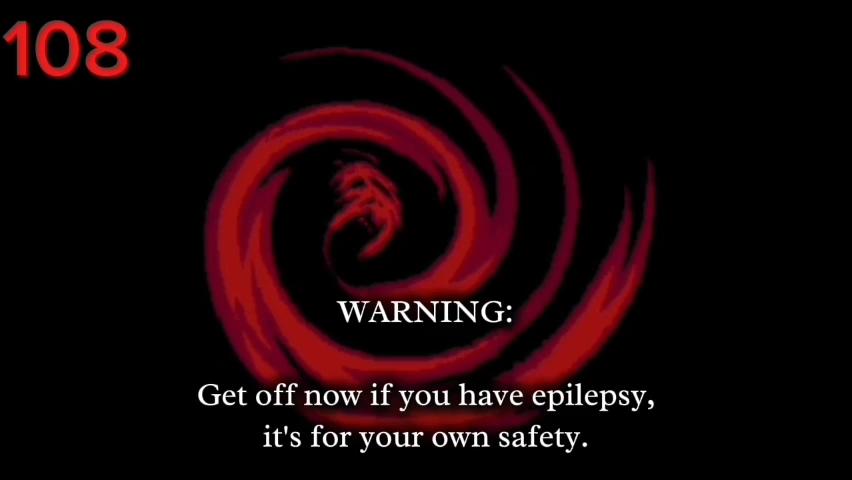 108
WARNING:
Get off now if you have epilepsy,
it's for your own safety.